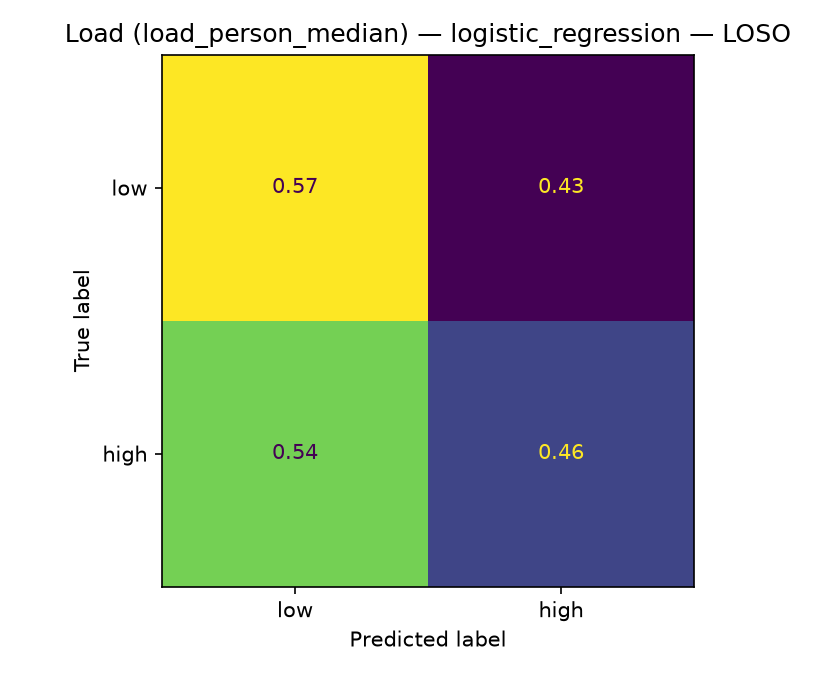 Load (load_person_median) — logistic_regression — LOSO
low
0.57
0.43
True label
high
0.54
0.46
low
high
Predicted label